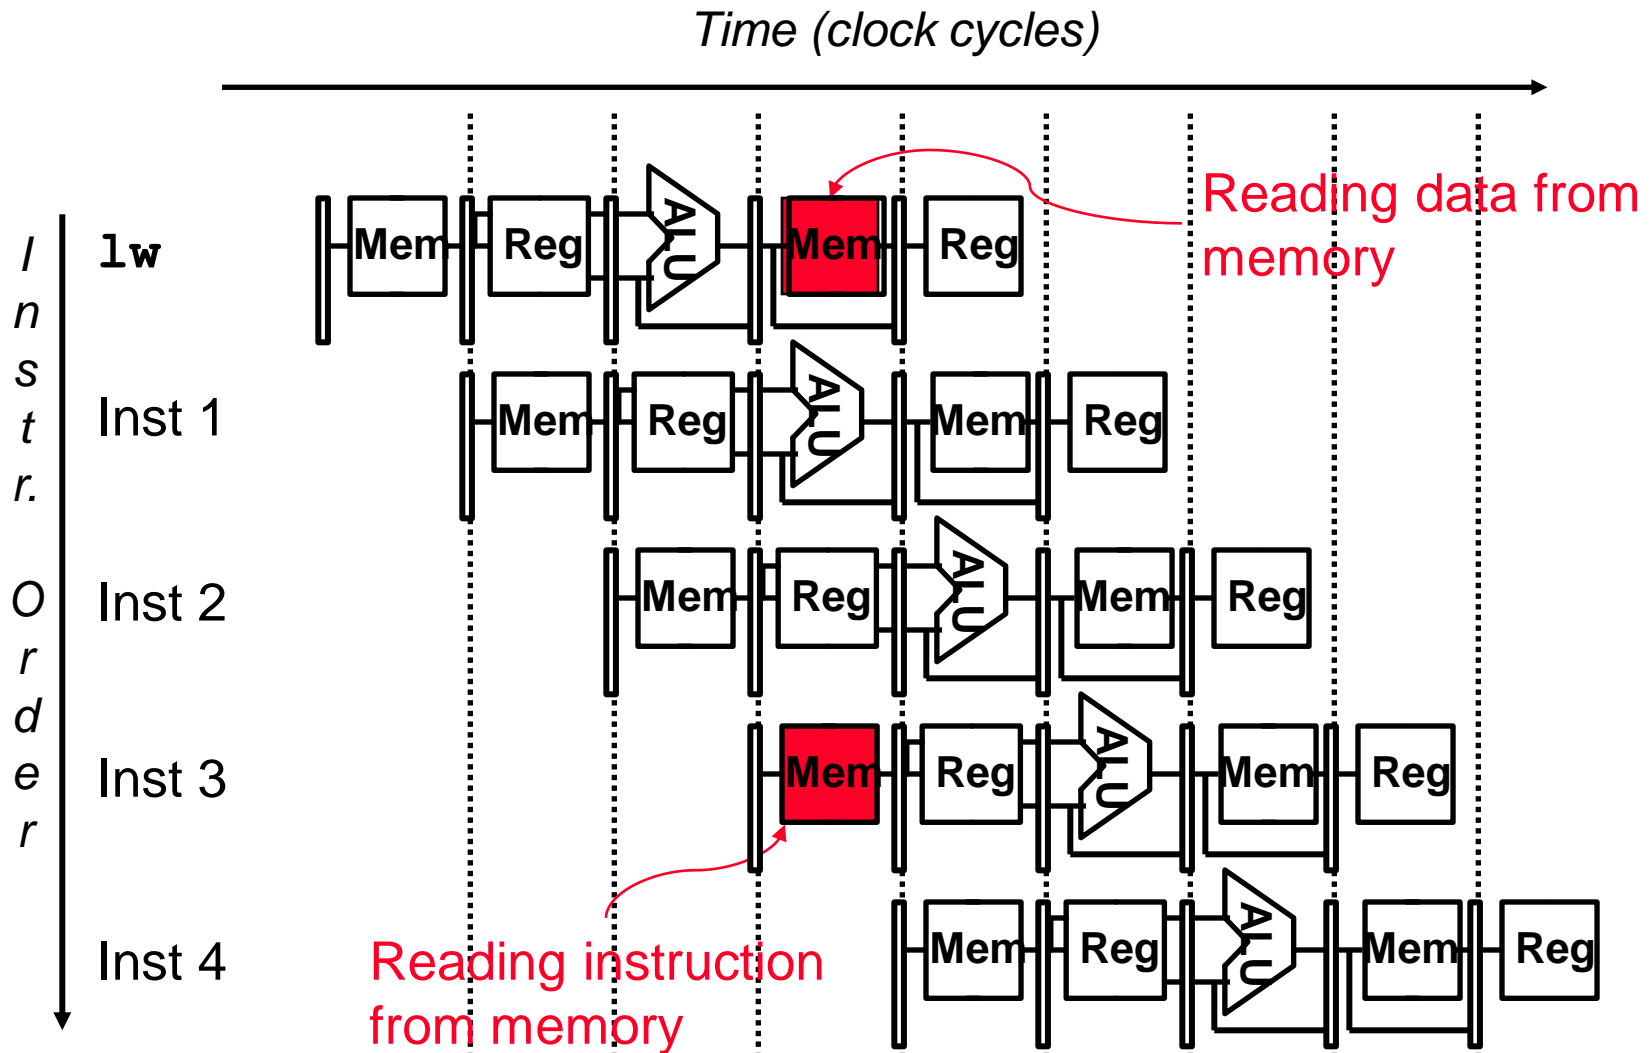 Time (clock cycles)
Instr. Order
lw
Mem Reg ALU Mem Reg
Reading data from
memory
Inst 1
Mem Reg ALU Mem Reg
Inst 2
Mem Reg ALU Mem Reg
Inst 3
Mem Reg ALU Mem Reg
Inst 4
Mem Reg ALU Mem Reg
Reading instruction
from memory